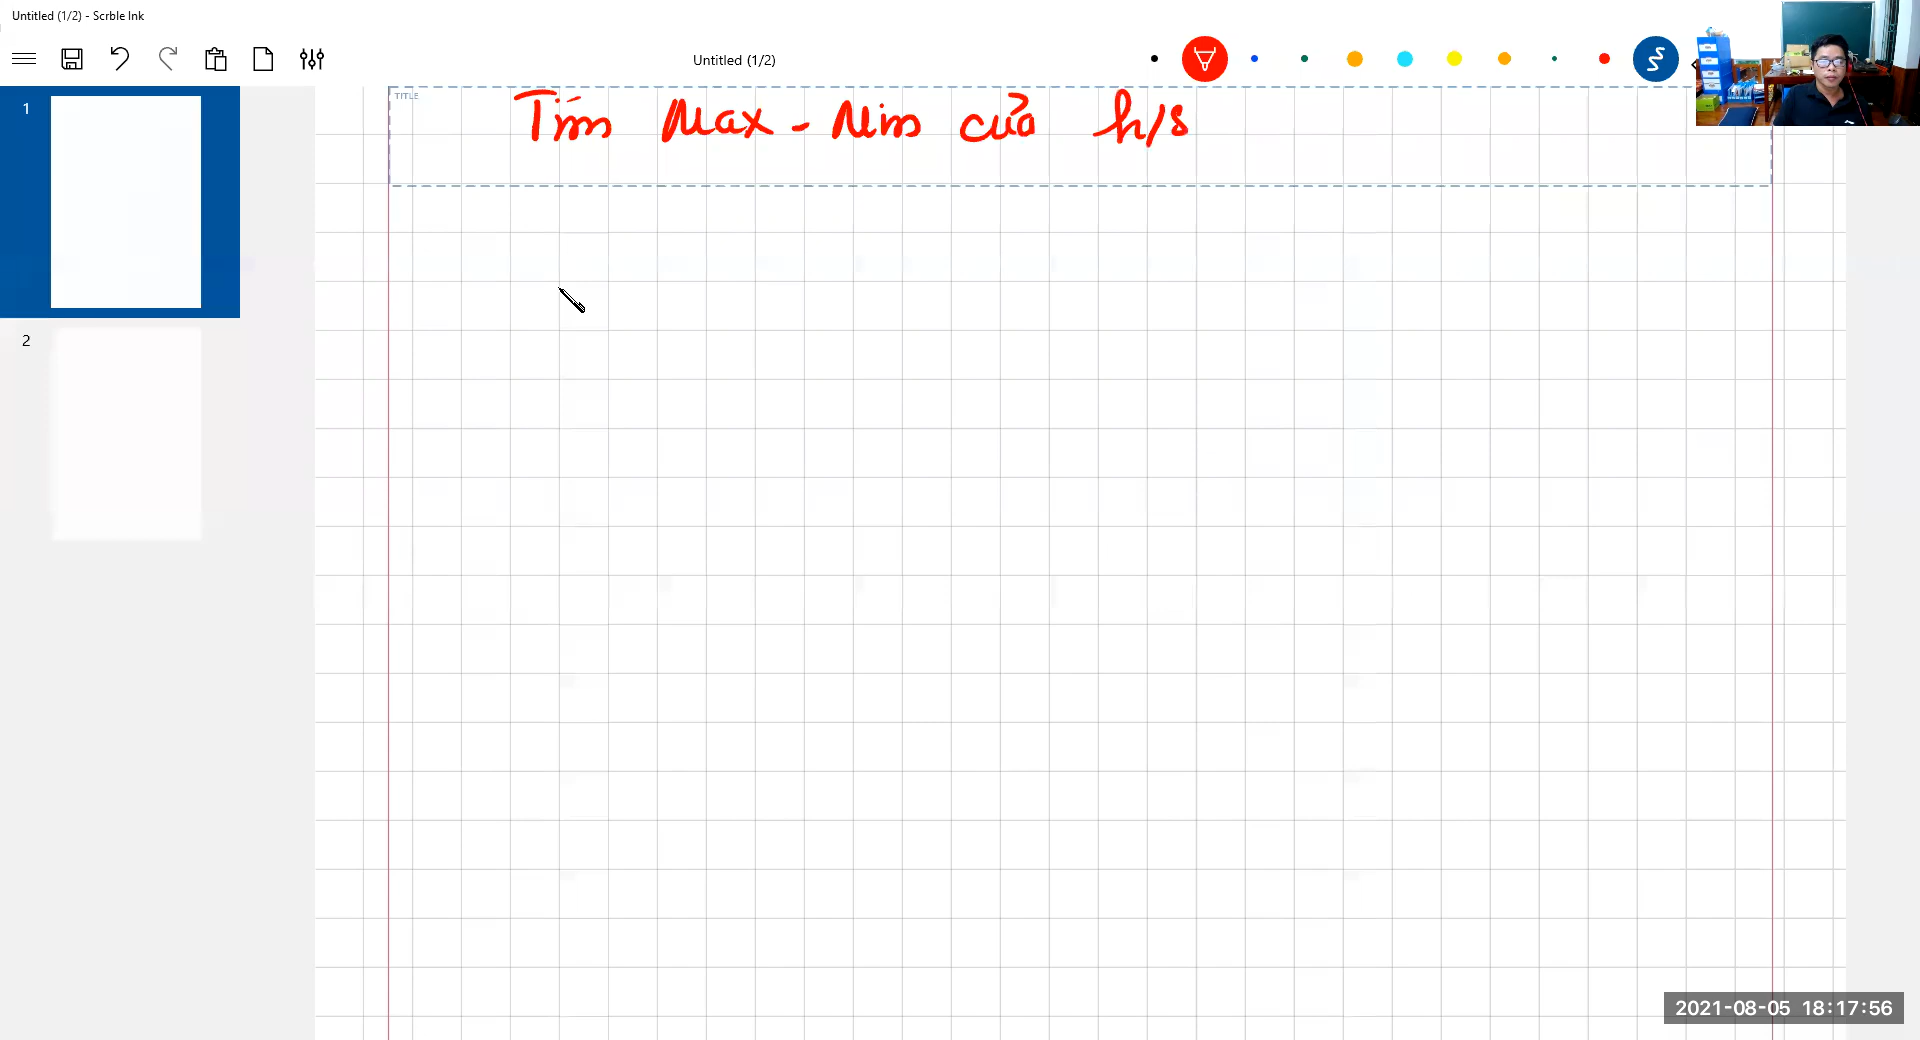 Untitled (1/2) - Scrble Ink
Untitled (1/2)
1
TITLE
Tìm Max - Min của h/s
2
2021-08-05 18:17:56